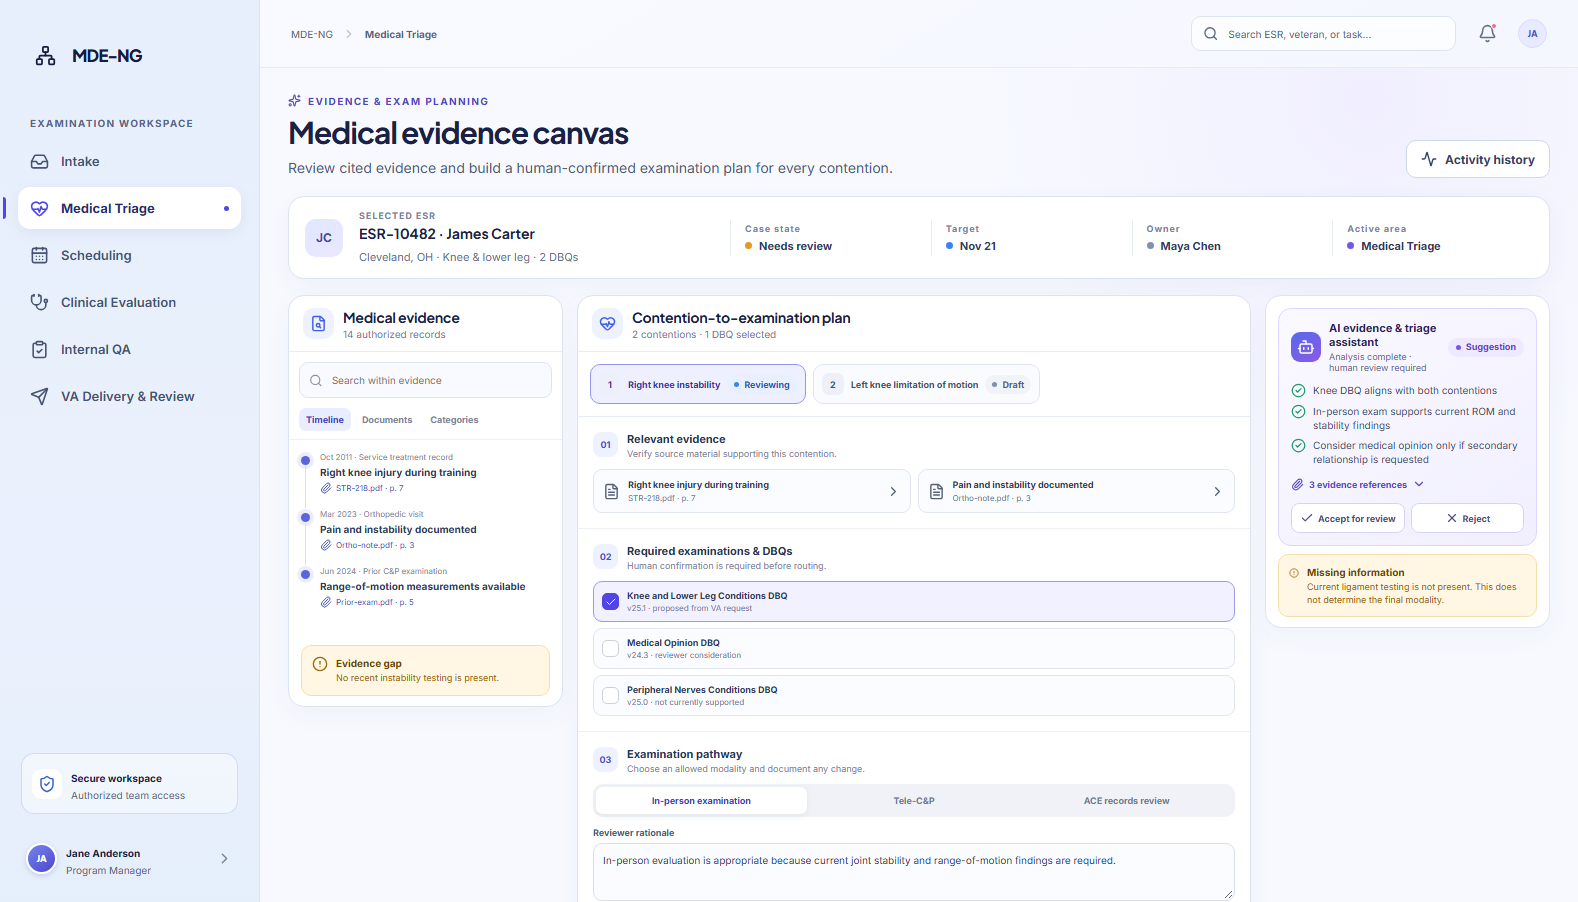 MDE-NG
EXAMINATION WORKSPACE
Intake
Medical Triage
Scheduling
Clinical Evaluation
Internal QA
VA Delivery & Review
Secure workspace
Authorized team access
JA
Jane Anderson
Program Manager
MDE-NG
Medical Triage
Search ESR, veteran, or task...
JA
EVIDENCE & EXAM PLANNING
Medical evidence canvas
Review cited evidence and build a human-confirmed examination plan for every contention.
Activity history
JC
SELECTED ESR
ESR-10482 · James Carter
Cleveland, OH · Knee & lower leg · 2 DBQs
Case state
Needs review
Target
Nov 21
Owner
Maya Chen
Active area
Medical Triage
Medical evidence
14 authorized records
Search within evidence
Timeline
Documents
Categories
Oct 2011 · Service treatment record
Right knee injury during training
STR-218.pdf · p. 7
Mar 2023 · Orthopedic visit
Pain and instability documented
Ortho-note.pdf · p. 3
Jun 2024 · Prior C&P examination
Range-of-motion measurements available
Prior-exam.pdf · p. 5
Evidence gap
No recent instability testing is present.
Contention-to-examination plan
2 contentions · 1 DBQ selected
1 Right knee instability Reviewing
2 Left knee limitation of motion Draft
01
Relevant evidence
Verify source material supporting this contention.
Right knee injury during training
STR-218.pdf · p. 7
Pain and instability documented
Ortho-note.pdf · p. 3
02
Required examinations & DBQs
Human confirmation is required before routing.
Knee and Lower Leg Conditions DBQ
v25.1 · proposed from VA request
Medical Opinion DBQ
v24.3 · reviewer consideration
Peripheral Nerves Conditions DBQ
v25.0 · not currently supported
03
Examination pathway
Choose an allowed modality and document any change.
In-person examination
Tele-C&P
ACE records review
Reviewer rationale
In-person evaluation is appropriate because current joint stability and range-of-motion findings are required.
AI evidence & triage
assistant
Analysis complete ·
human review required
Suggestion
Knee DBQ aligns with both contentions
In-person exam supports current ROM and
stability findings
Consider medical opinion only if secondary
relationship is requested
3 evidence references
Accept for review
Reject
Missing information
Current ligament testing is not present. This does
not determine the final modality.